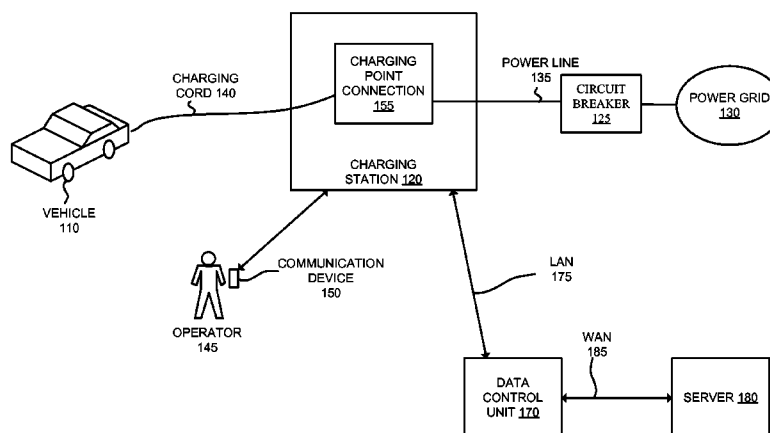 CHARGING
CORD 140
CHARGING
POINT
CONNECTION
155
POWER LINE
135
CIRCUIT
BREAKER
125
POWER GRID
130
CHARGING
STATION 120
VEHICLE
110
COMMUNICATION
DEVICE
150
OPERATOR
145
LAN
175
WAN
185
DATA
CONTROL
UNIT 170
SERVER 180